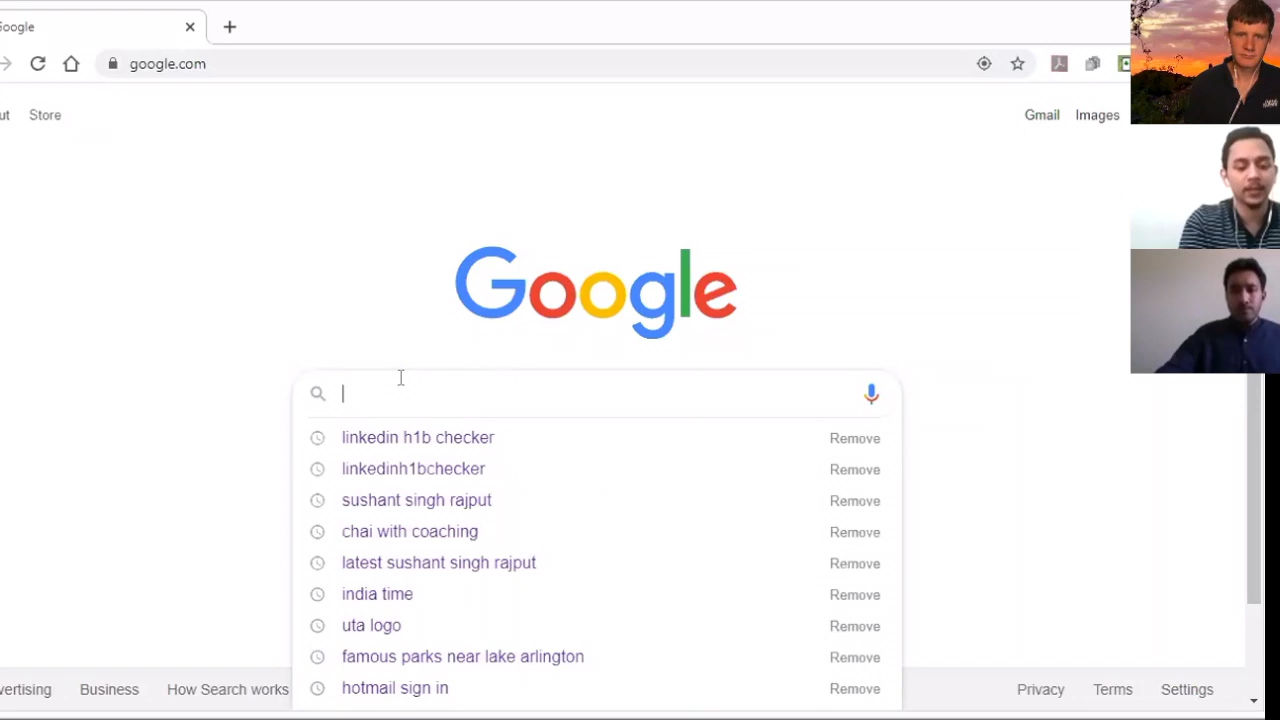 Google
google.com
ut Store
Gmail Images
Google
linkedin h1b checker Remove
linkedinh1bchecker Remove
sushant singh rajput Remove
chai with coaching Remove
latest sushant singh rajput Remove
india time Remove
uta logo Remove
famous parks near lake arlington Remove
hotmail sign in Remove
vertising Business How Search works Privacy Terms Settings